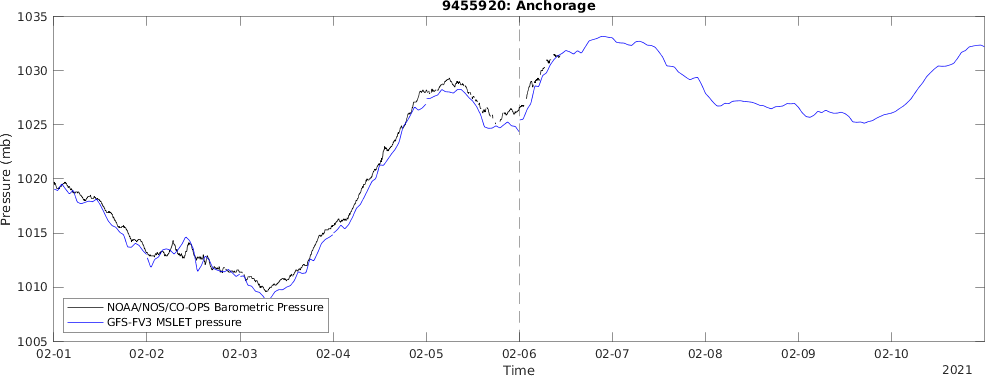 9455920: Anchorage
1035
1030
1025
1020
1015
1010
1005
Pressure (mb)
NOAA/NOS/CO-OPS Barometric Pressure
GFS-FV3 MSLET pressure
02-01 02-02 02-03 02-04 02-05 02-06 02-07 02-08 02-09 02-10
Time
2021